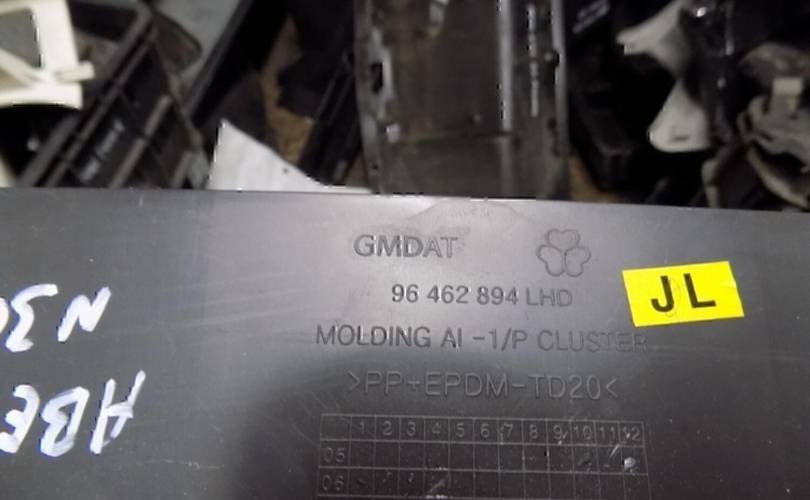 GMDAT
96 462 894 LHD
JL
MOLDING AI -1/P CLUSTER
>PP+EPDM-TD20<
1 2 3 4 5 6 7 8 9 10 11 12
05
06